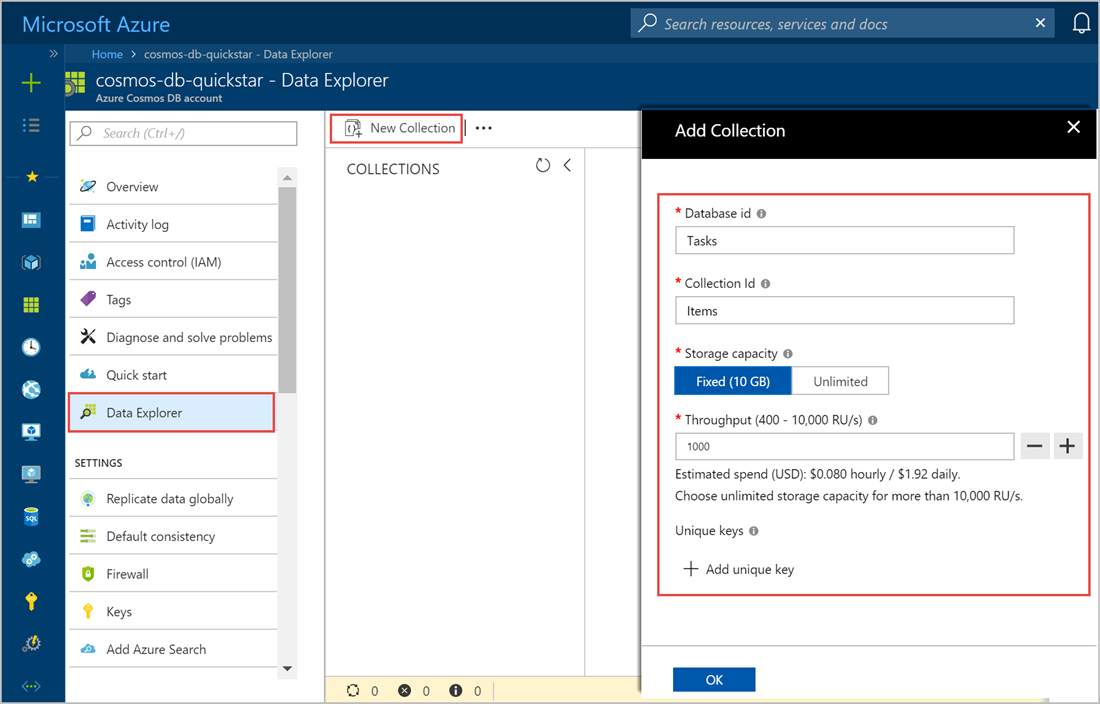 Microsoft Azure
Search resources, services and docs
Home > cosmos-db-quickstar - Data Explorer
cosmos-db-quickstar - Data Explorer
Azure Cosmos DB account
Search (Ctrl+/)
Overview
Activity log
Access control (IAM)
Tags
Diagnose and solve problems
Quick start
Data Explorer
SETTINGS
Replicate data globally
Default consistency
Firewall
Keys
Add Azure Search
New Collection
COLLECTIONS
0 0 0
Add Collection
* Database id
Tasks
* Collection Id
Items
* Storage capacity
Fixed (10 GB) Unlimited
* Throughput (400 - 10,000 RU/s)
1000
Estimated spend (USD): $0.080 hourly / $1.92 daily.
Choose unlimited storage capacity for more than 10,000 RU/s.
Unique keys
Add unique key
OK
SQL